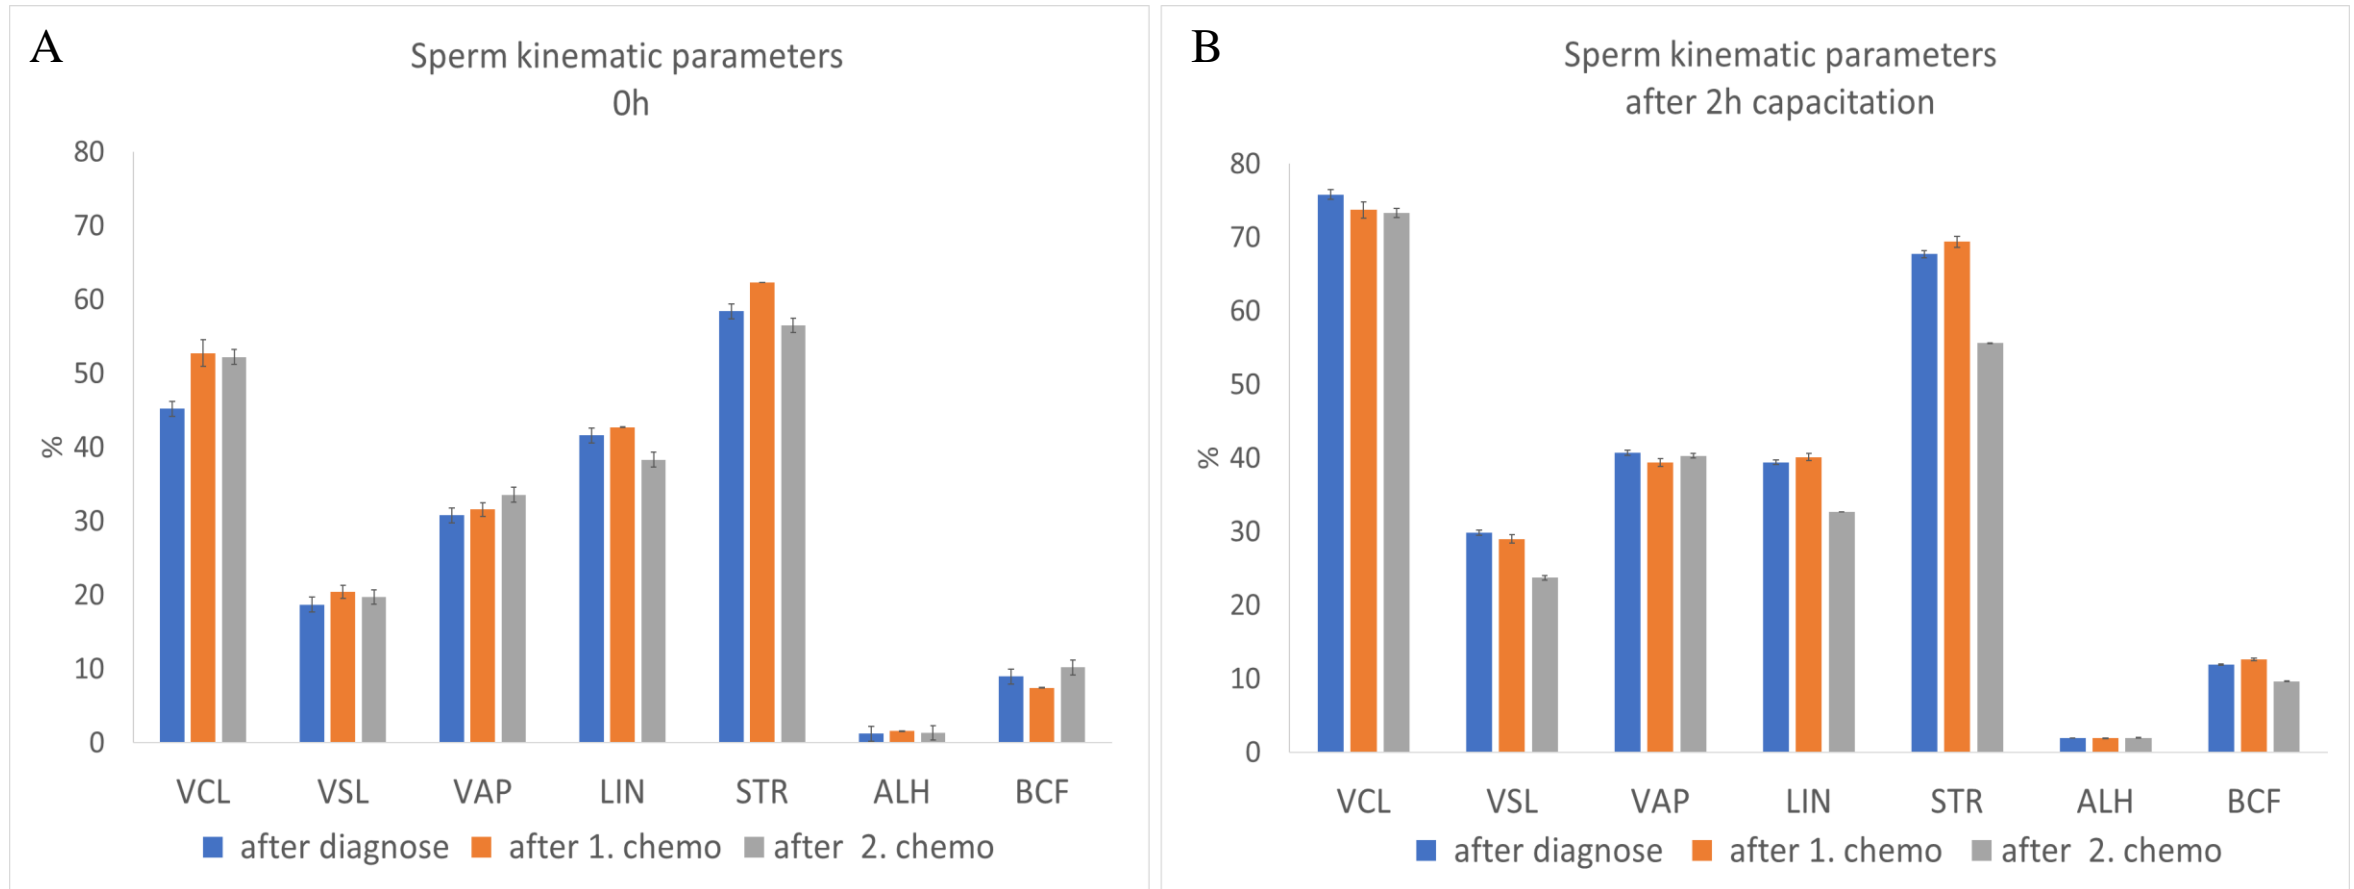 A
Sperm kinematic parameters
0h
80
70
60
50
40
30
20
10
0
%
VCL VSL VAP LIN STR ALH BCF
after diagnose after 1. chemo after 2. chemo
B
Sperm kinematic parameters
after 2h capacitation
80
70
60
50
40
30
20
10
0
%
VCL VSL VAP LIN STR ALH BCF
after diagnose after 1. chemo after 2. chemo